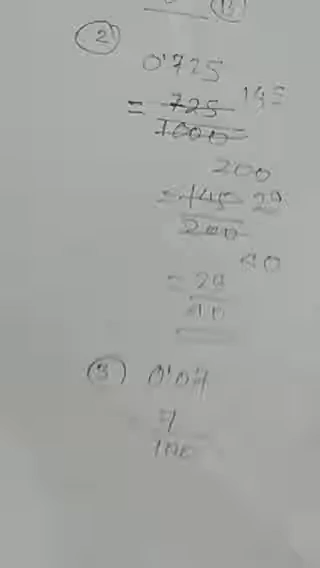 (2)
0.725
= 725 / 1000 145
200
= 145 / 200 29
40
= 29 / 40
(3) 0.07
7 / 100